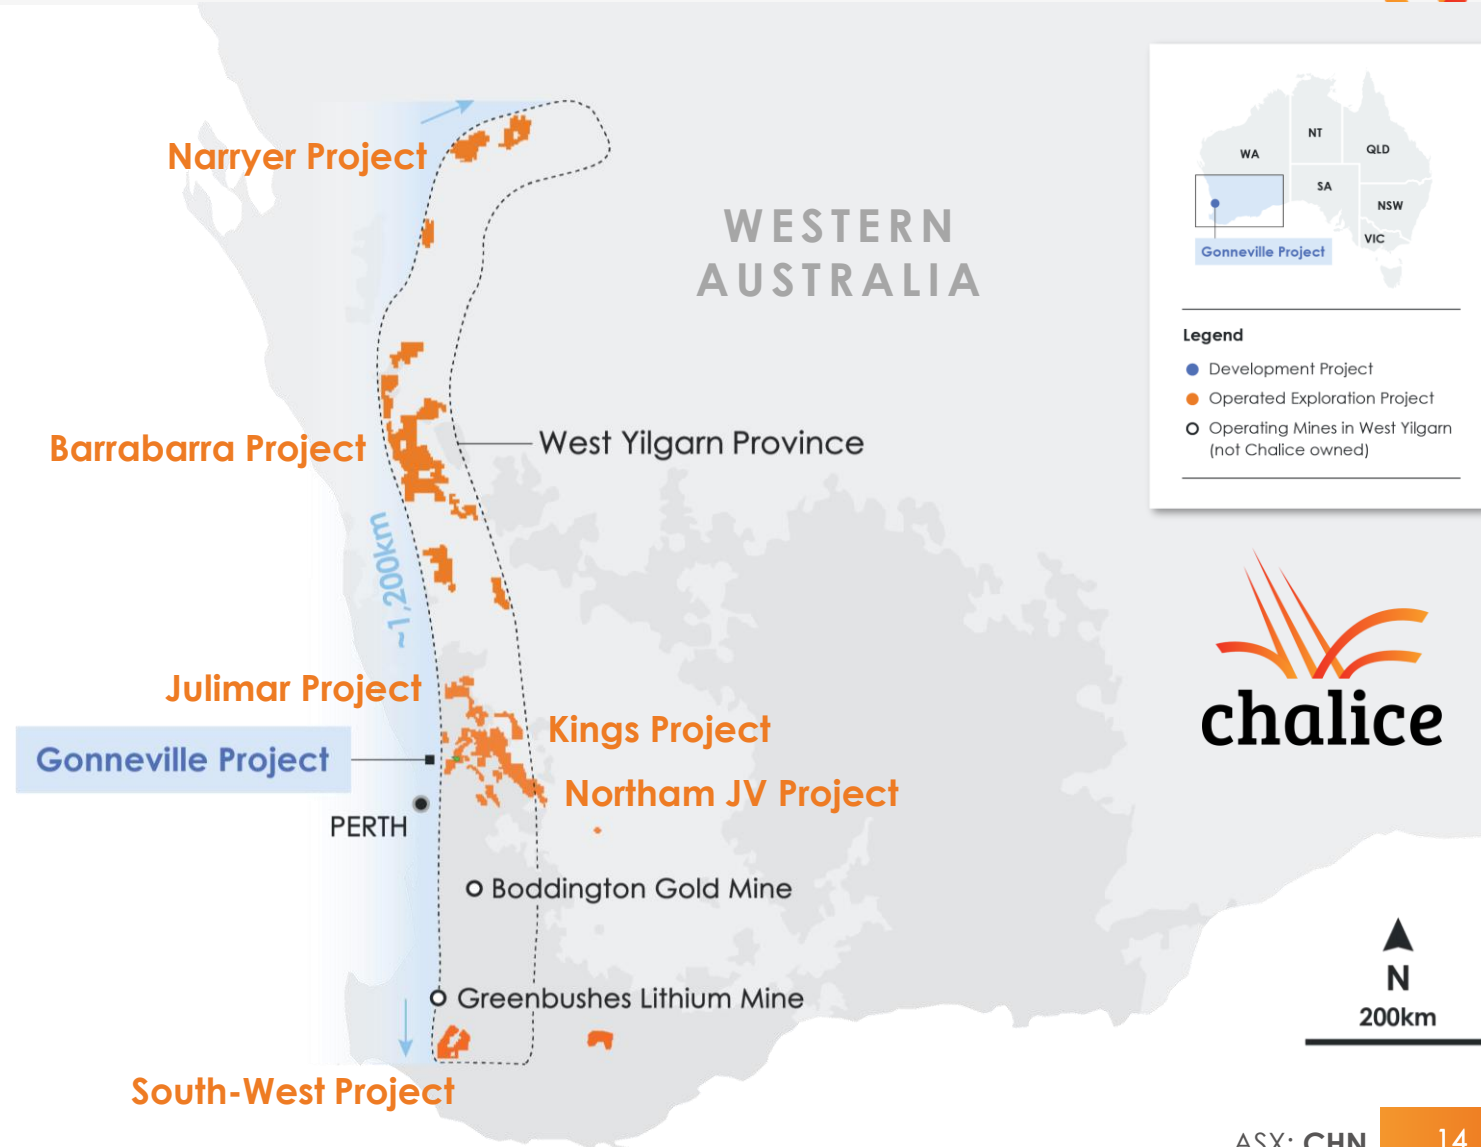 Narryer Project
WESTERN
AUSTRALIA
Barrabarra Project
West Yilgarn Province
~1,200km
Julimar Project
Kings Project
Gonneville Project
Northam JV Project
PERTH
Boddington Gold Mine
Greenbushes Lithium Mine
South-West Project
WA
NT
QLD
SA
NSW
VIC
Gonneville Project
Legend
Development Project
Operated Exploration Project
Operating Mines in West Yilgarn
(not Chalice owned)
chalice
N
200km
ASX: CHN
14